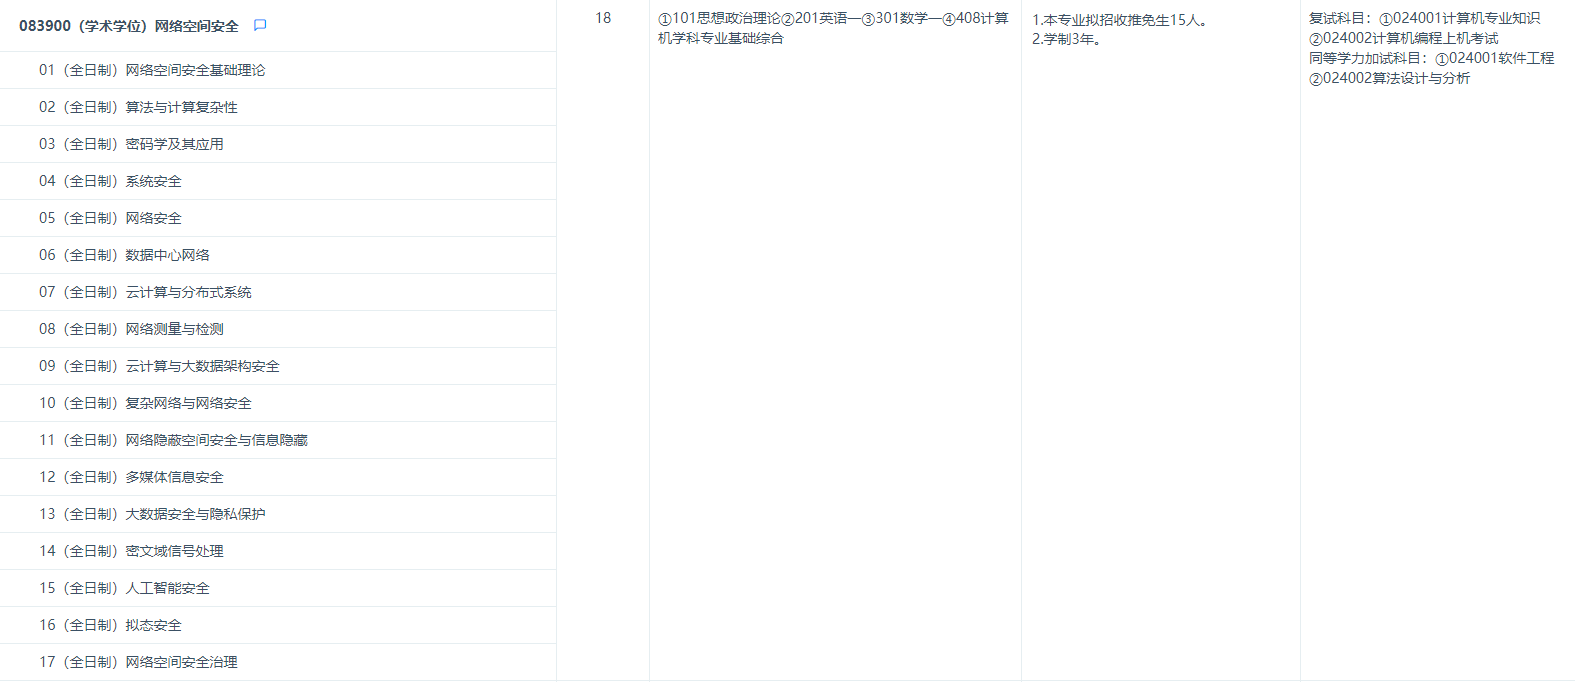 083900（学术学位）网络空间安全
01（全日制）网络空间安全基础理论
02（全日制）算法与计算复杂性
03（全日制）密码学及其应用
04（全日制）系统安全
05（全日制）网络安全
06（全日制）数据中心网络
07（全日制）云计算与分布式系统
08（全日制）网络测量与检测
09（全日制）云计算与大数据架构安全
10（全日制）复杂网络与网络安全
11（全日制）网络隐蔽空间安全与信息隐藏
12（全日制）多媒体信息安全
13（全日制）大数据安全与隐私保护
14（全日制）密文域信号处理
15（全日制）人工智能安全
16（全日制）拟态安全
17（全日制）网络空间安全治理
18
①101思想政治理论②201英语一③301数学一④408计算
机学科专业基础综合
1.本专业拟招收推免生15人。
2.学制3年。
复试科目：①024001计算机专业知识
②024002计算机编程上机考试
同等学力加试科目：①024001软件工程
②024002算法设计与分析